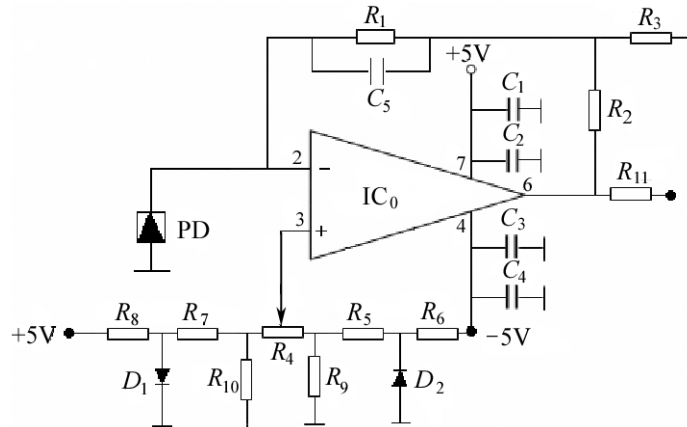 R1
R3
+5V
C5
C1
R2
C2
2
−
7
R11
IC0
6
PD
3
+
4
C3
C4
+5V
R8
R7
R4
R5
R6
−5V
D1
R10
R9
D2